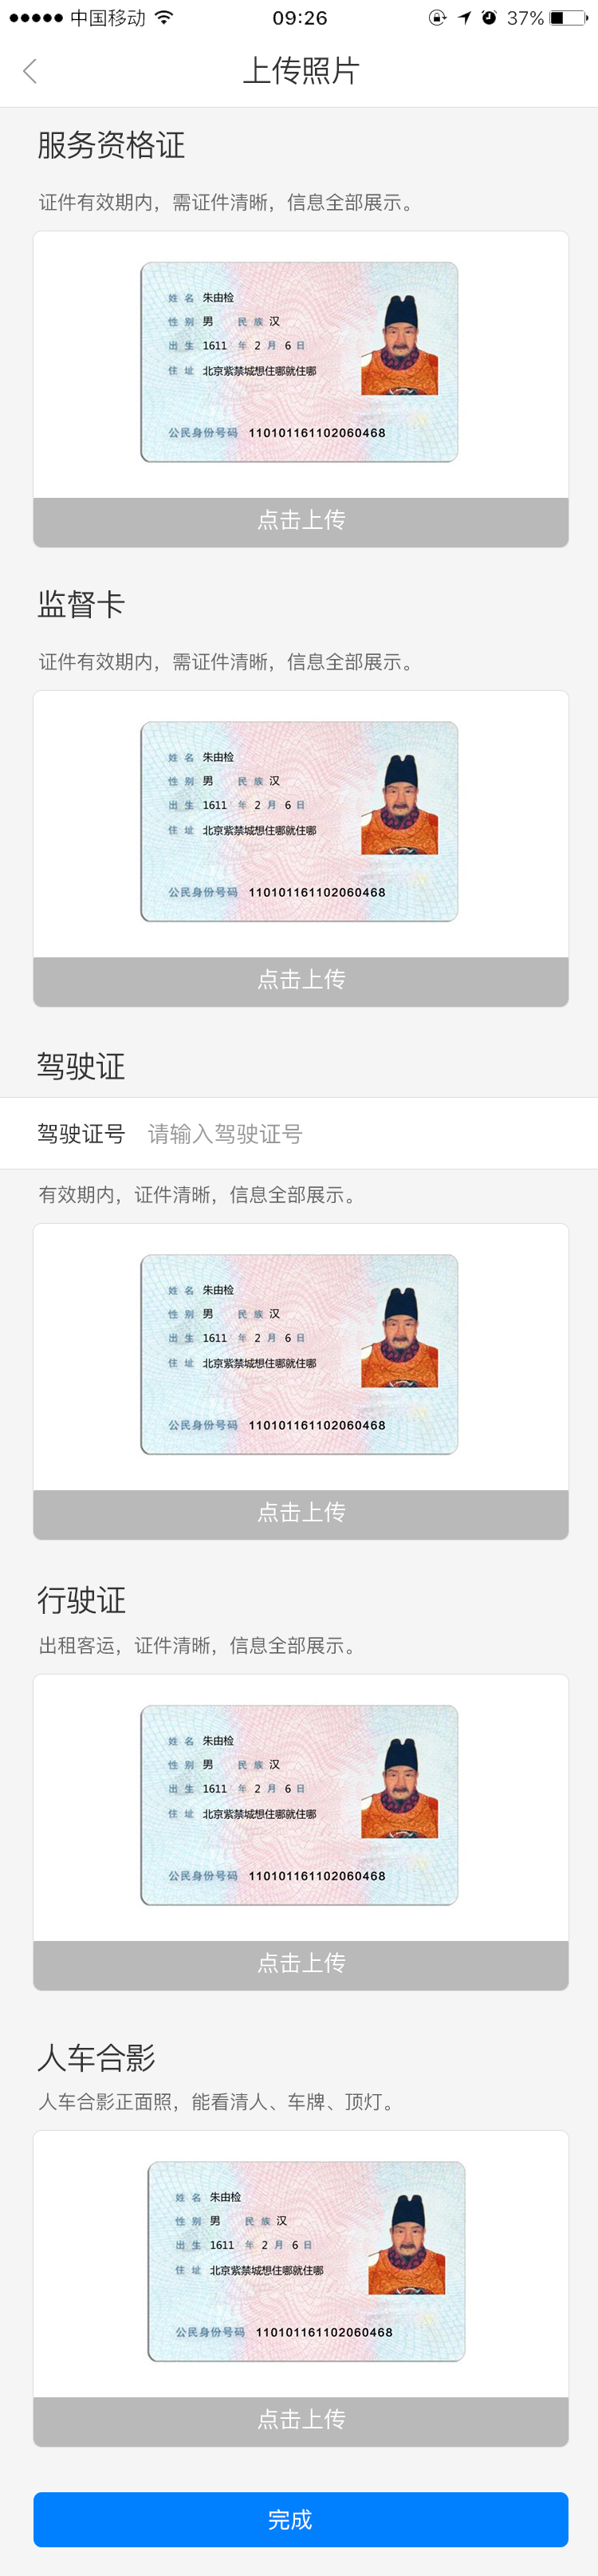 中国移动 09:26 37%
上传照片
服务资格证
证件有效期内，需证件清晰，信息全部展示。
姓名 朱由检
性别 男 民族 汉
出生 1611 年 2 月 6 日
住址 北京紫禁城想住哪就住哪
公民身份号码 110101161102060468
点击上传
监督卡
证件有效期内，需证件清晰，信息全部展示。
姓名 朱由检
性别 男 民族 汉
出生 1611 年 2 月 6 日
住址 北京紫禁城想住哪就住哪
公民身份号码 110101161102060468
点击上传
驾驶证
驾驶证号 请输入驾驶证号
有效期内，证件清晰，信息全部展示。
姓名 朱由检
性别 男 民族 汉
出生 1611 年 2 月 6 日
住址 北京紫禁城想住哪就住哪
公民身份号码 110101161102060468
点击上传
行驶证
出租客运，证件清晰，信息全部展示。
姓名 朱由检
性别 男 民族 汉
出生 1611 年 2 月 6 日
住址 北京紫禁城想住哪就住哪
公民身份号码 110101161102060468
点击上传
人车合影
人车合影正面照，能看清人、车牌、顶灯。
姓名 朱由检
性别 男 民族 汉
出生 1611 年 2 月 6 日
住址 北京紫禁城想住哪就住哪
公民身份号码 110101161102060468
点击上传
完成